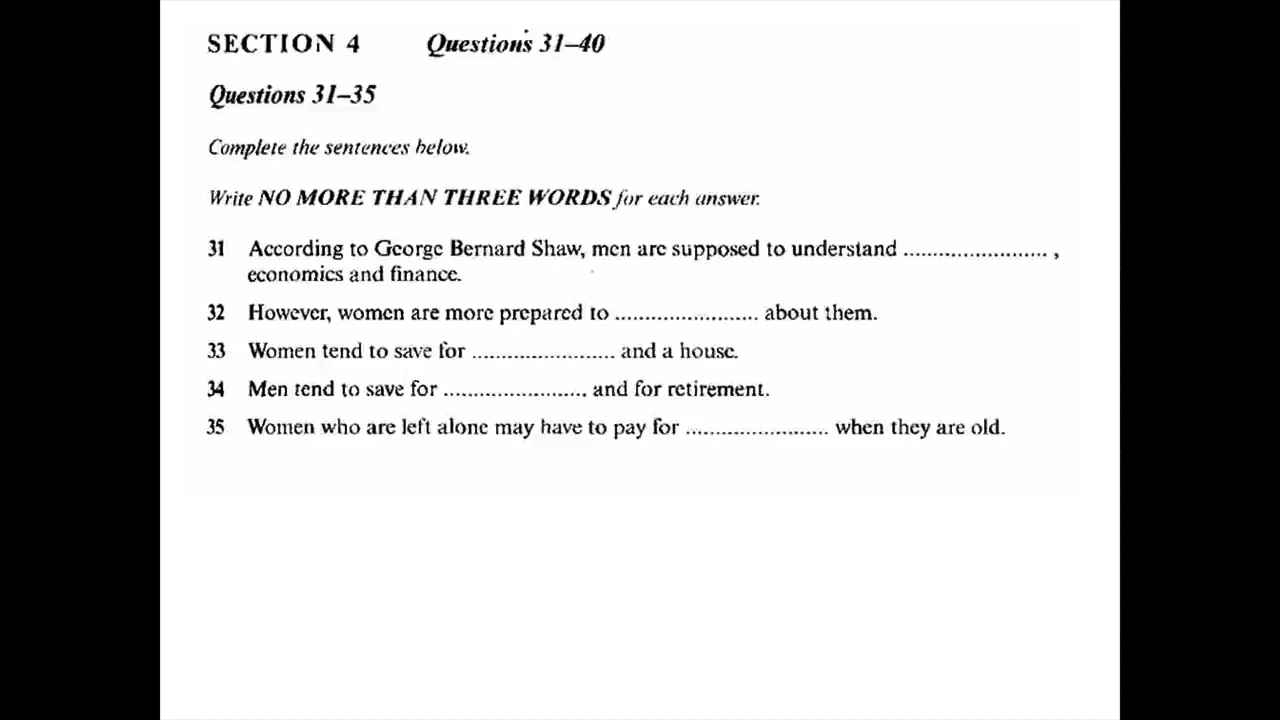 SECTION 4 Questions 31–40
Questions 31–35
Complete the sentences below.
Write NO MORE THAN THREE WORDS for each answer.
31 According to George Bernard Shaw, men are supposed to understand ........................ ,
economics and finance.
32 However, women are more prepared to ........................ about them.
33 Women tend to save for ........................ and a house.
34 Men tend to save for ........................ and for retirement.
35 Women who are left alone may have to pay for ........................ when they are old.